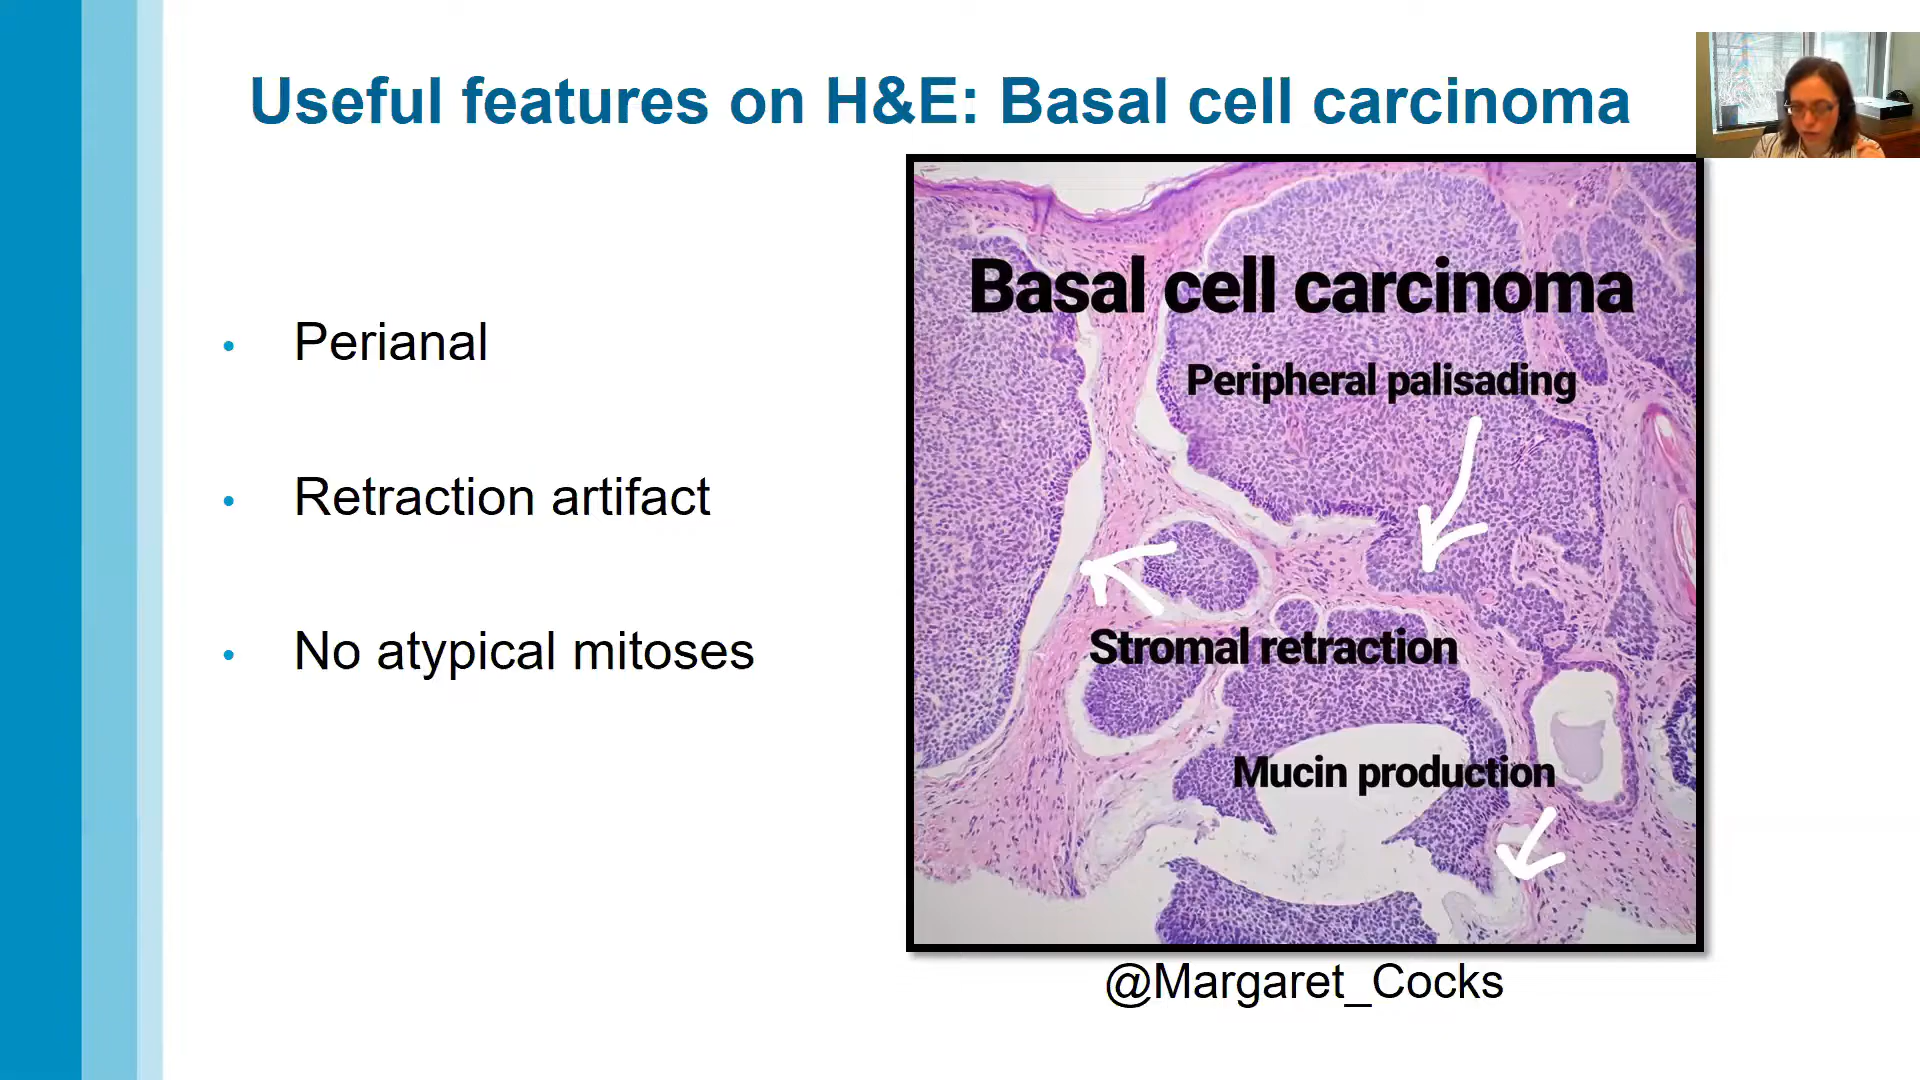 Useful features on H&E: Basal cell carcinoma
• Perianal
• Retraction artifact
• No atypical mitoses
Basal cell carcinoma
Peripheral palisading
Stromal retraction
Mucin production
@Margaret_Cocks